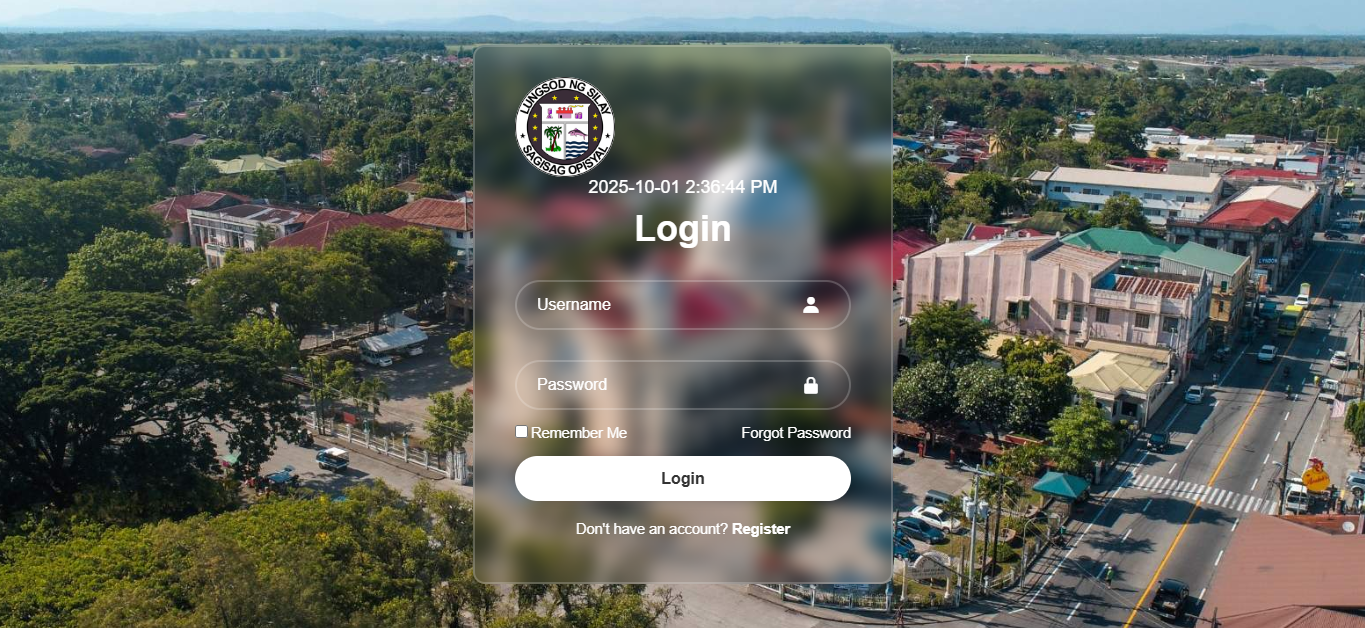 LUNGSOD NG SILAY
SAGISAG OPISYAL
2025-10-01 2:36:44 PM
Login
Username
Password
Remember Me
Forgot Password
Login
Don't have an account? Register